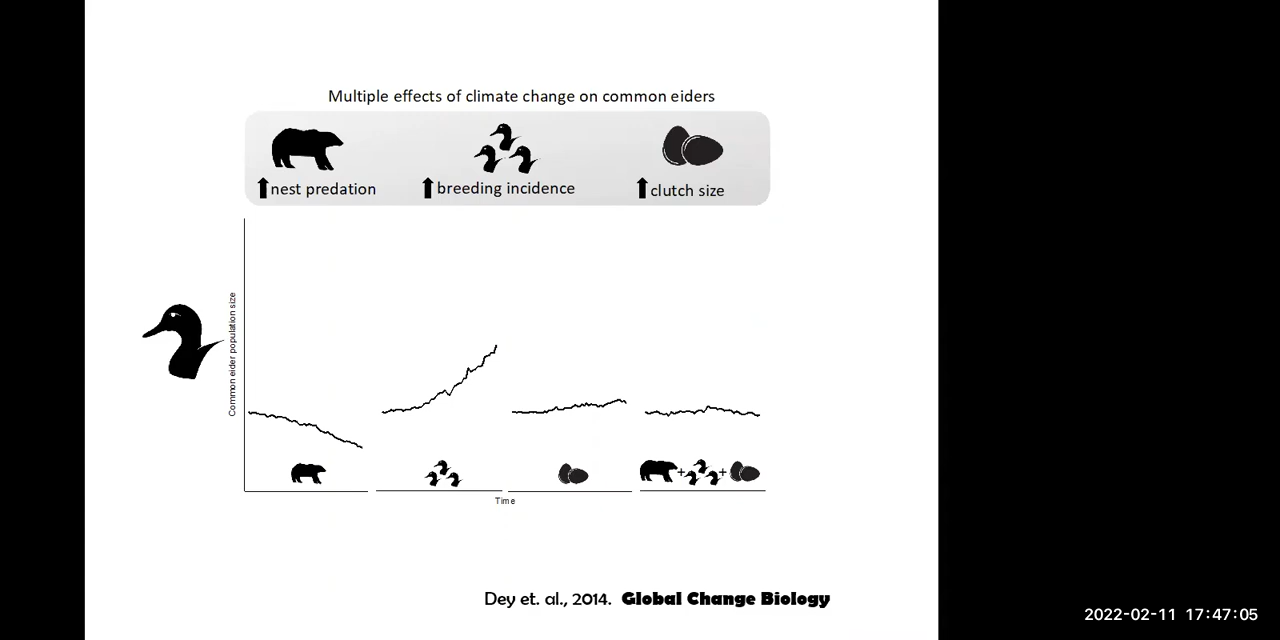 Multiple effects of climate change on common eiders
nest predation
breeding incidence
clutch size
Common eider population size
+
+
Time
Dey et. al., 2014. Global Change Biology
2022-02-11 17:47:05